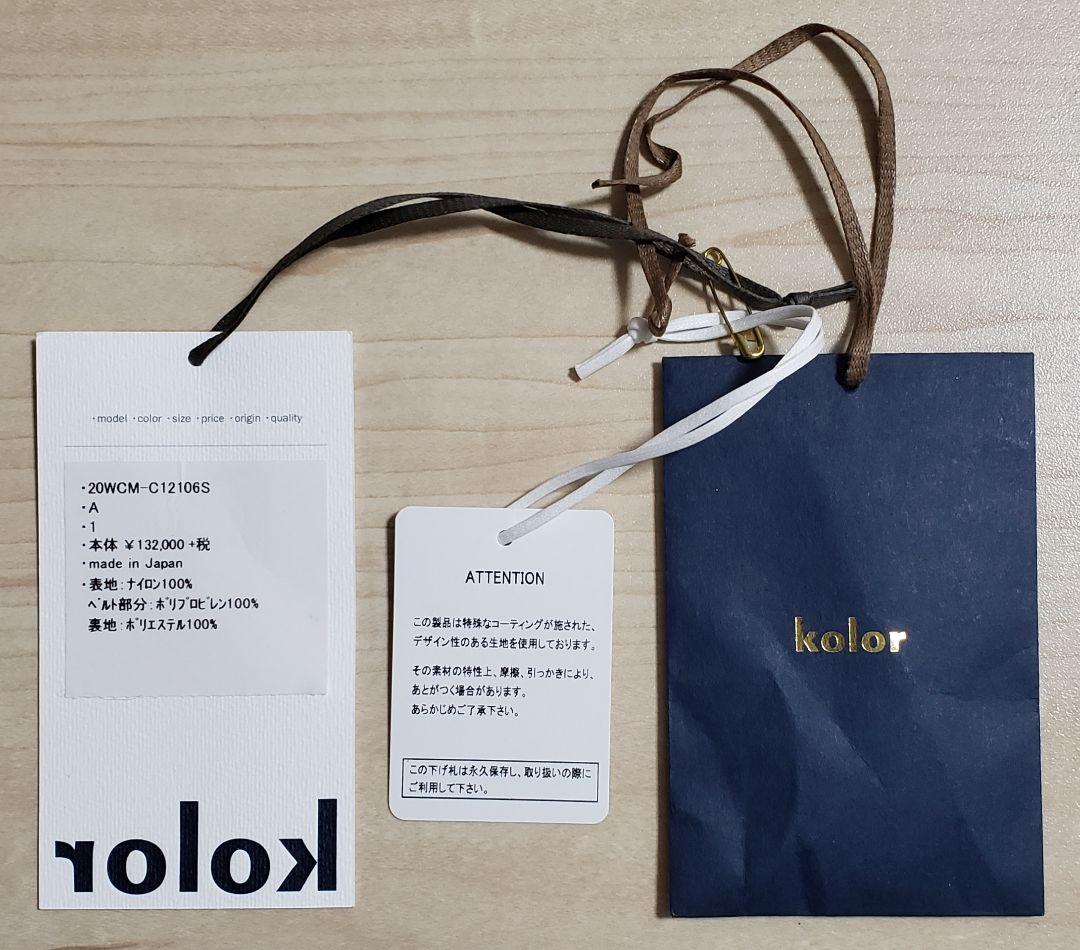 ・model ・color ・size ・price ・origin ・quality
・20WCM-C12106S
・A
・1
・本体 ¥132,000 +税
・made in Japan
・表地:ナイロン100%
ベルト部分:ポリプロピレン100%
裏地:ポリエステル100%
kolor
ATTENTION
この製品は特殊なコーティングが施された、
デザイン性のある生地を使用しております。
その素材の特性上、摩擦、引っかきにより、
あとがつく場合があります。
あらかじめご了承下さい。
この下げ札は永久保存し、取り扱いの際に
ご利用して下さい。
kolor